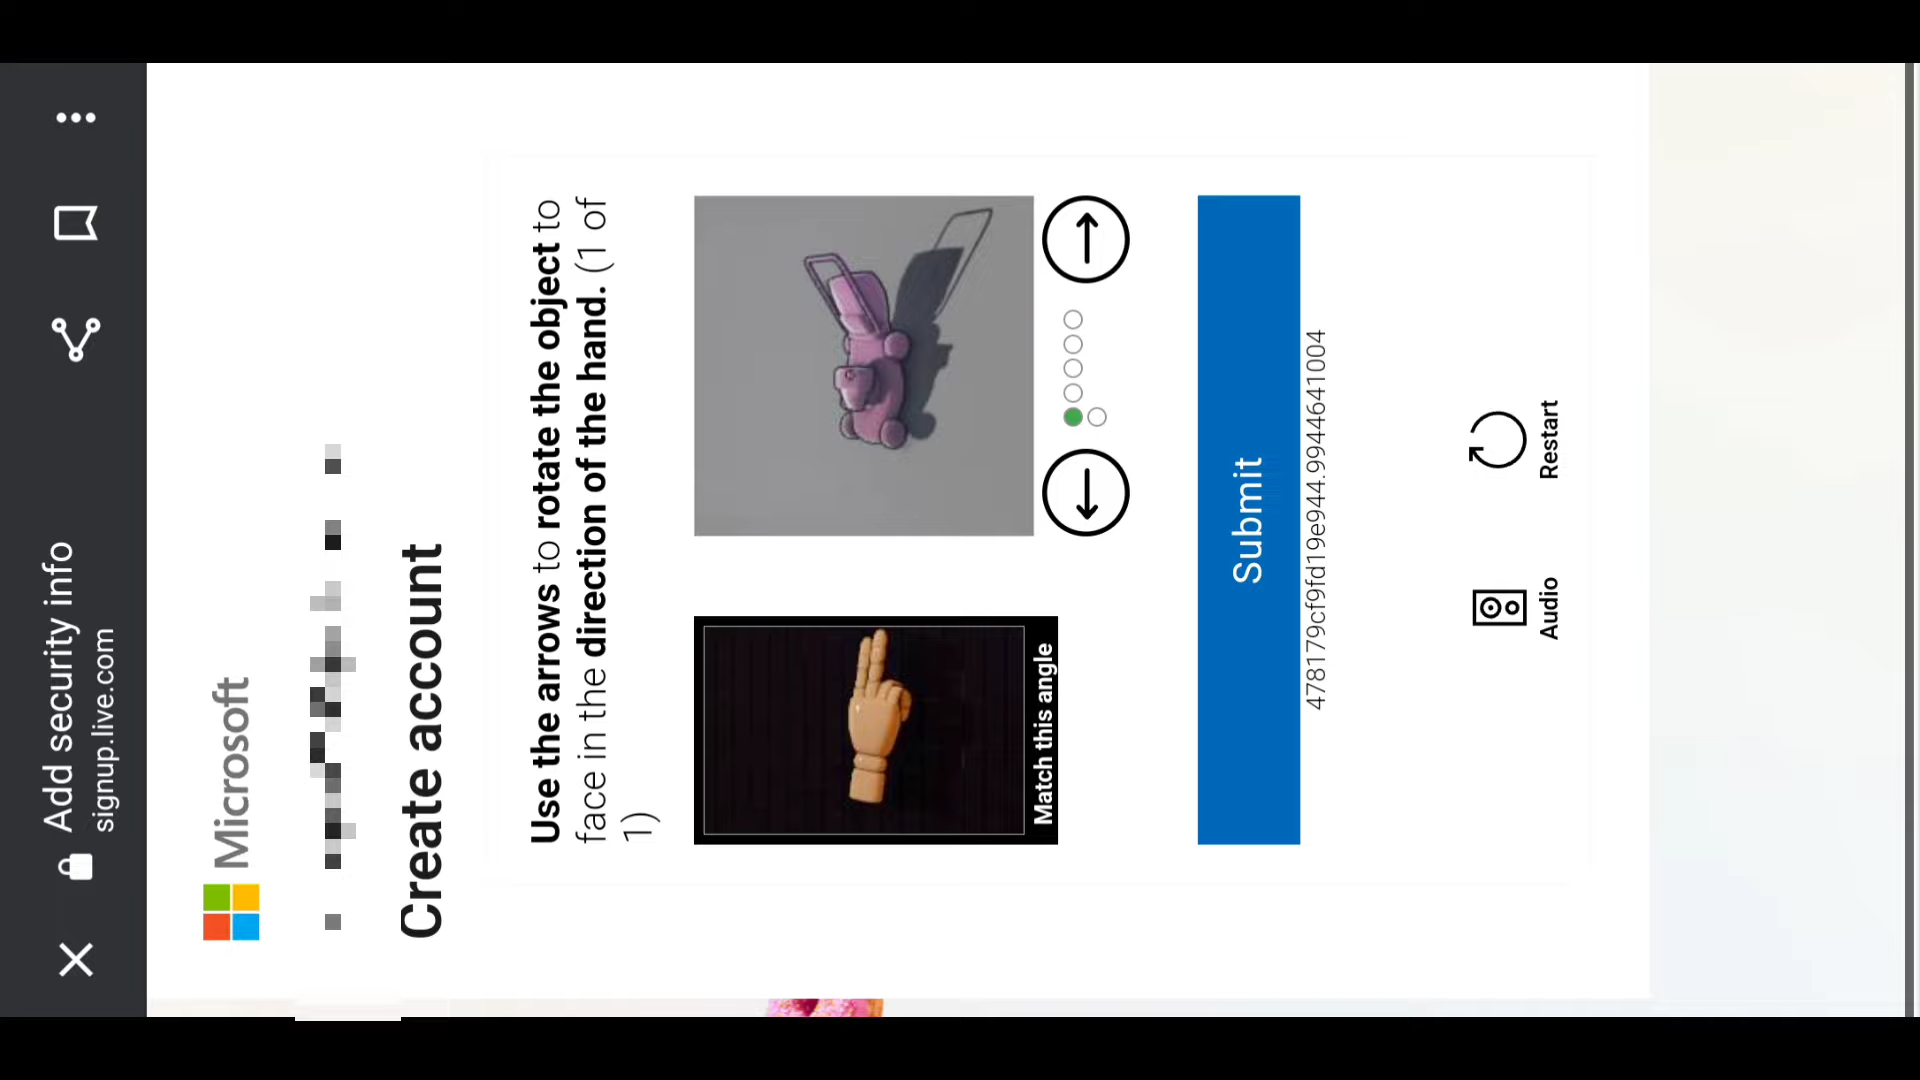 Add security info
signup.live.com
Microsoft
Create account
Use the arrows to rotate the object to
face in the direction of the hand. (1 of
1)
Match this angle
Submit
478179cf9fd19e944.9944641004
Audio
Restart